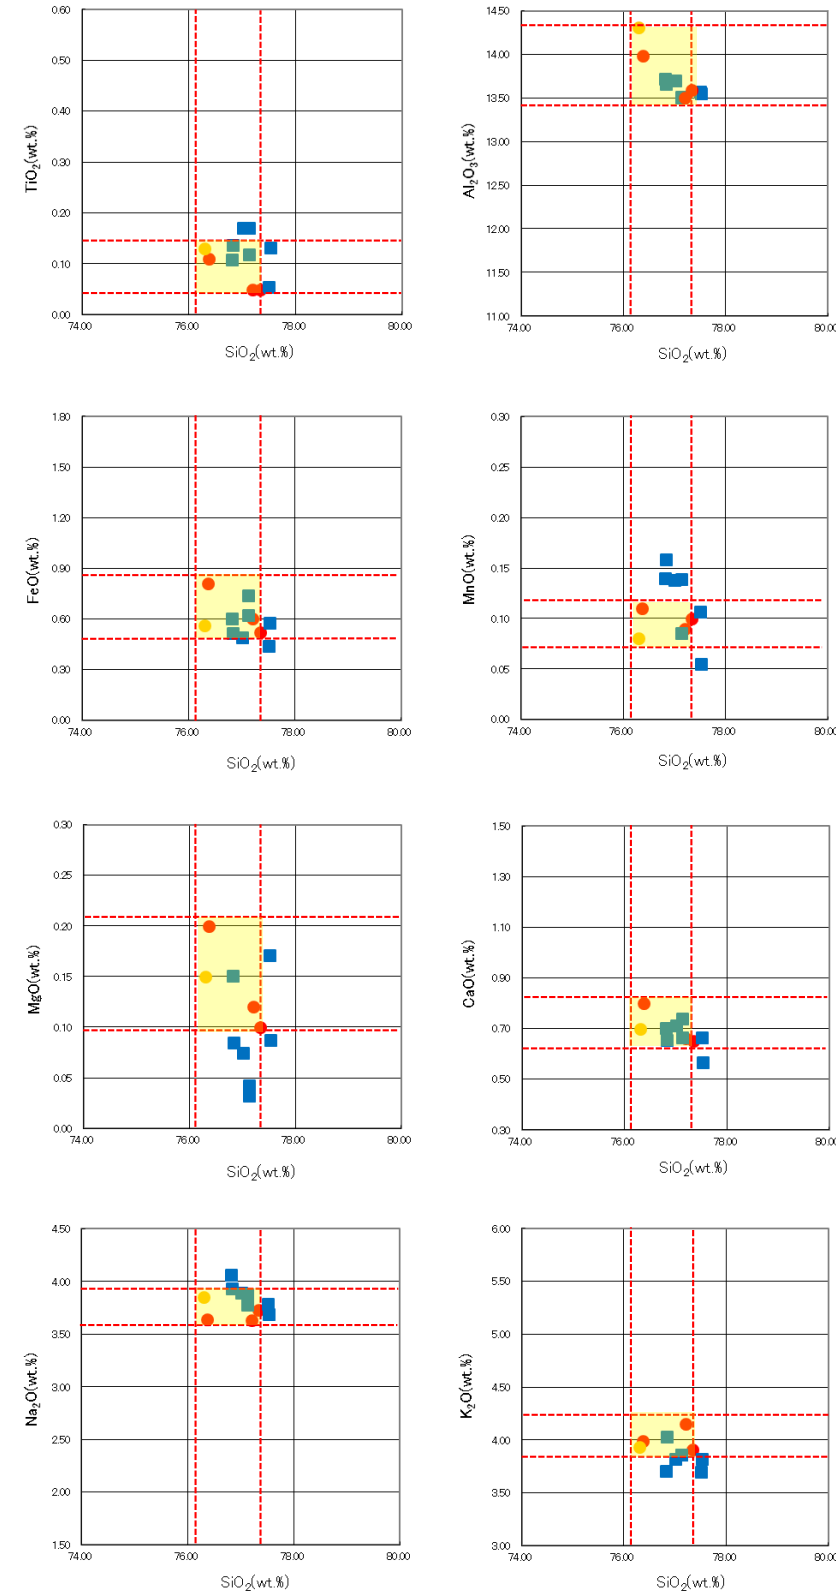 0.60
0.50
0.40
0.30
0.20
0.10
0.00
TiO2(wt.%)
74.00 76.00 78.00 80.00
SiO2(wt.%)
14.50
14.00
13.50
13.00
12.50
12.00
11.50
11.00
Al2O3(wt.%)
74.00 76.00 78.00 80.00
SiO2(wt.%)
1.80
1.50
1.20
0.90
0.60
0.30
0.00
FeO(wt.%)
74.00 76.00 78.00 80.00
SiO2(wt.%)
0.30
0.25
0.20
0.15
0.10
0.05
0.00
MnO(wt.%)
74.00 76.00 78.00 80.00
SiO2(wt.%)
0.30
0.25
0.20
0.15
0.10
0.05
0.00
MgO(wt.%)
74.00 76.00 78.00 80.00
SiO2(wt.%)
1.50
1.30
1.10
0.90
0.70
0.50
0.30
CaO(wt.%)
74.00 76.00 78.00 80.00
SiO2(wt.%)
4.50
4.00
3.50
3.00
2.50
2.00
1.50
Na2O(wt.%)
74.00 76.00 78.00 80.00
SiO2(wt.%)
6.00
5.50
5.00
4.50
4.00
3.50
3.00
K2O(wt.%)
74.00 76.00 78.00 80.00
SiO2(wt.%)